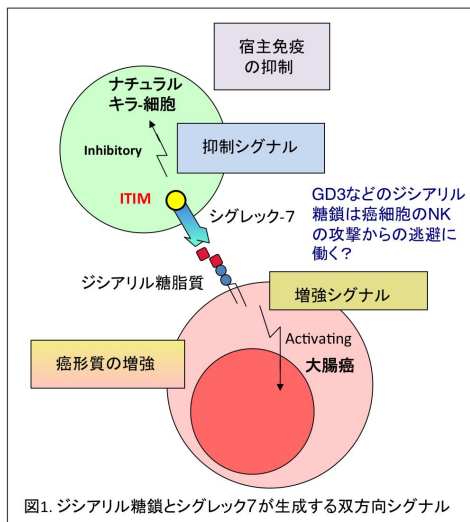 宿主免疫
の抑制
ナチュラル
キラ-細胞
Inhibitory
抑制シグナル
ITIM
シグレック-7
GD3などのジシアリル
糖鎖は癌細胞のNK
の攻撃からの逃避に
働く?
ジシアリル糖脂質
増強シグナル
Activating
癌形質の増強
大腸癌
図1. ジシアリル糖鎖とシグレック7が生成する双方向シグナル